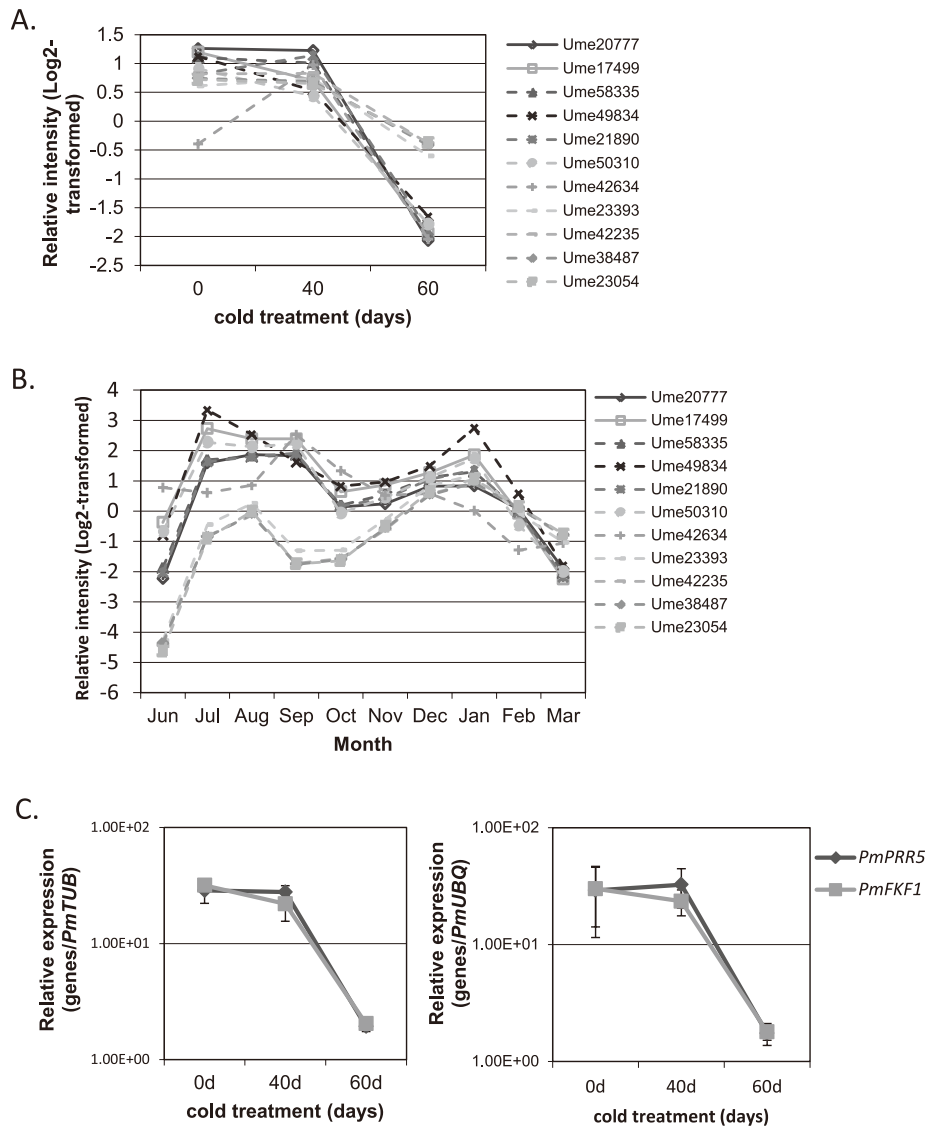 A.
Relative intensity (Log2-
transformed)
1.5
1
0.5
0
-0.5
-1
-1.5
-2
-2.5
0 40 60
cold treatment (days)
Ume20777
Ume17499
Ume58335
Ume49834
Ume21890
Ume50310
Ume42634
Ume23393
Ume42235
Ume38487
Ume23054
B.
Relative intensity (Log2-transformed)
4
3
2
1
0
-1
-2
-3
-4
-5
-6
Jun Jul Aug Sep Oct Nov Dec Jan Feb Mar
Month
Ume20777
Ume17499
Ume58335
Ume49834
Ume21890
Ume50310
Ume42634
Ume23393
Ume42235
Ume38487
Ume23054
C.
Relative expression
(genes/PmTUB)
1.00E+02
1.00E+01
1.00E+00
0d 40d 60d
cold treatment (days)
Relative expression
(genes/PmUBQ)
1.00E+02
1.00E+01
1.00E+00
0d 40d 60d
cold treatment (days)
PmPRR5
PmFKF1